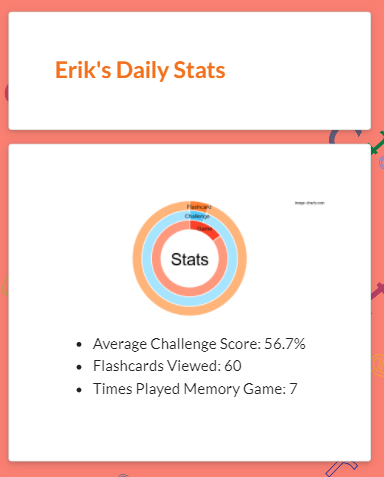 Erik's Daily Stats
image-charts.com
Flashcard
Challenge
Game
Stats
Average Challenge Score: 56.7%
Flashcards Viewed: 60
Times Played Memory Game: 7